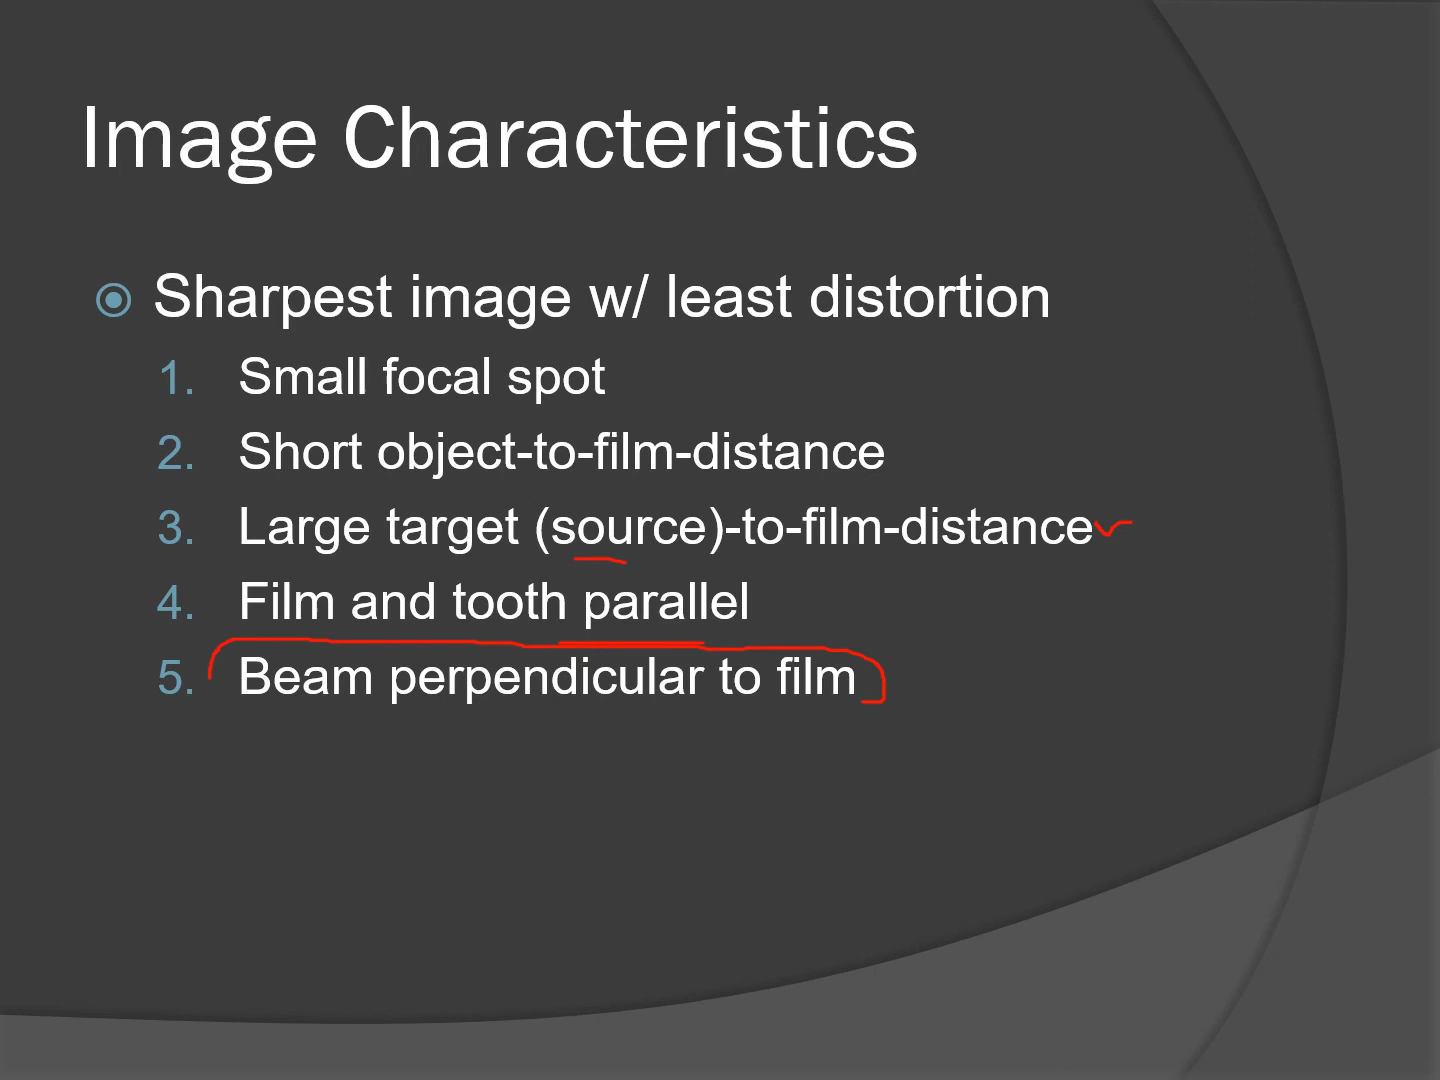 Image Characteristics
Sharpest image w/ least distortion
1. Small focal spot
2. Short object-to-film-distance
3. Large target (source)-to-film-distance
4. Film and tooth parallel
5. Beam perpendicular to film